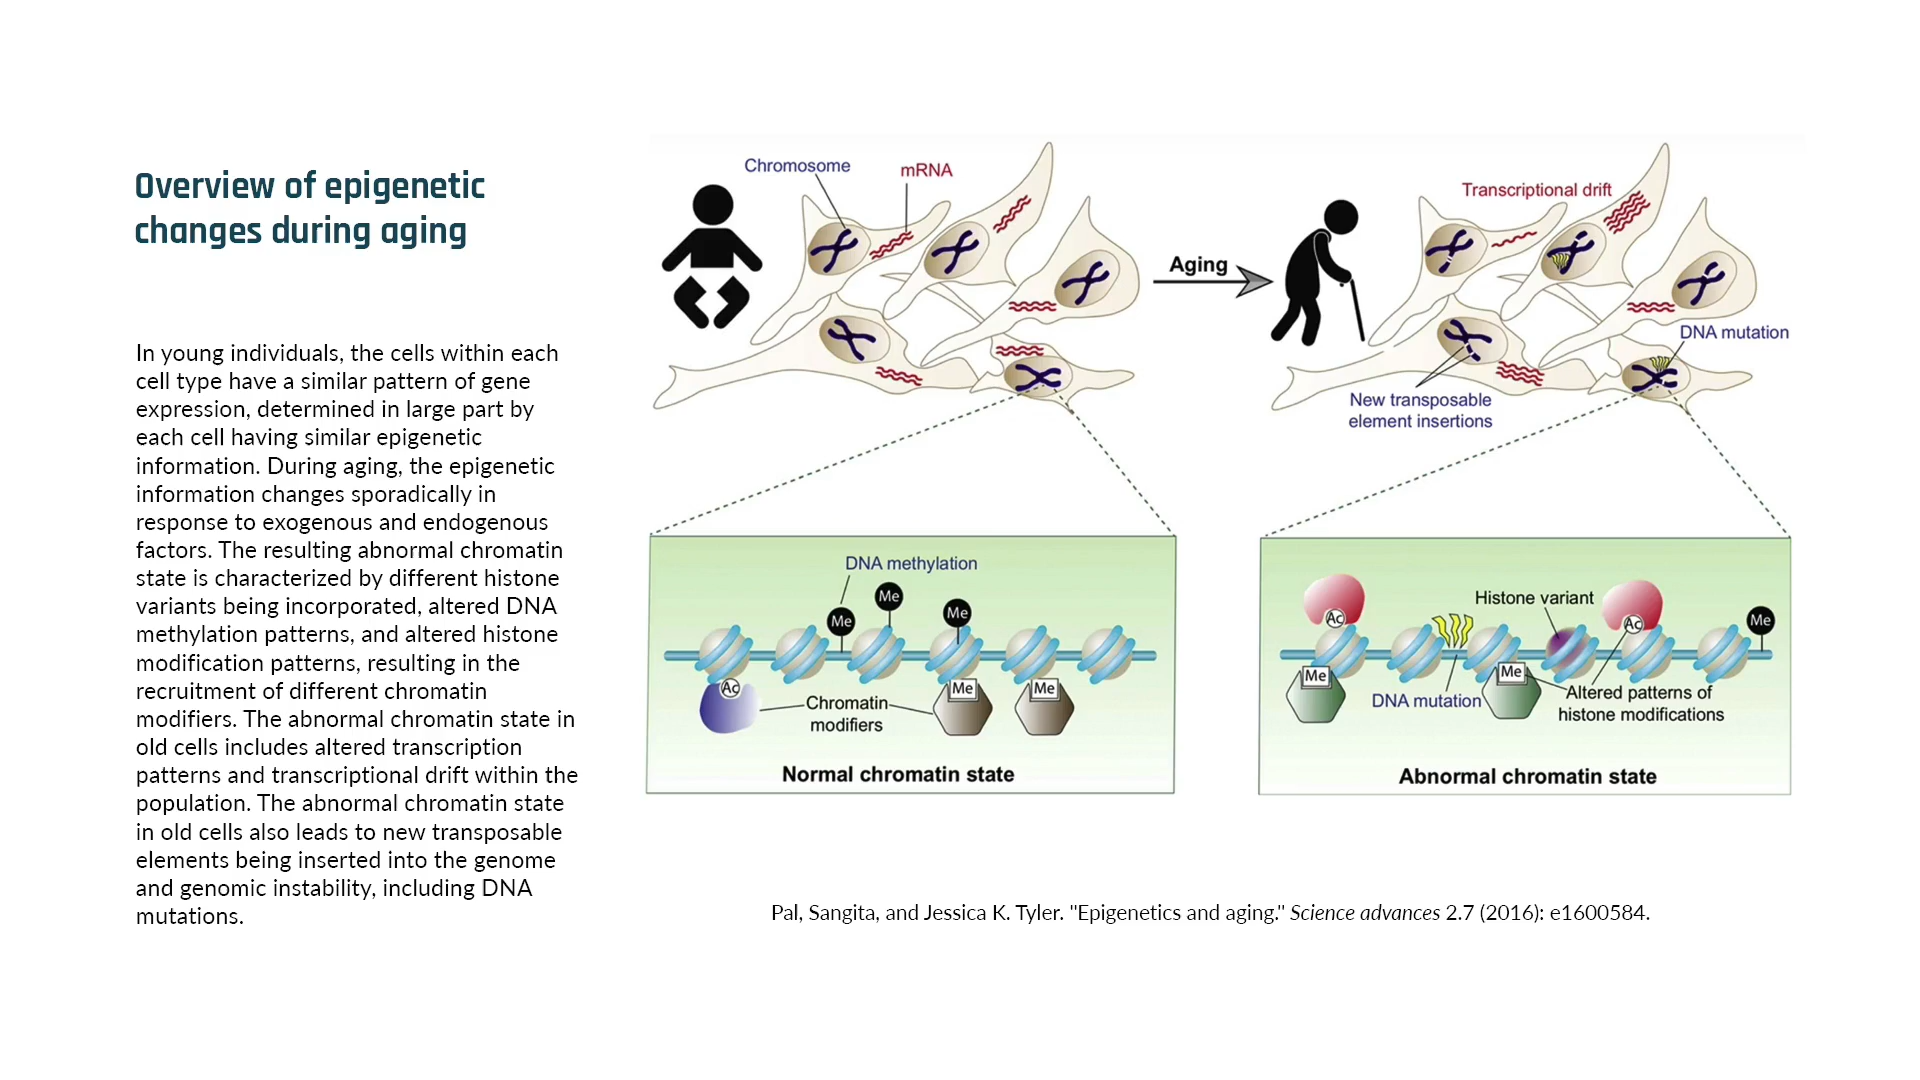 Overview of epigenetic
changes during aging
In young individuals, the cells within each
cell type have a similar pattern of gene
expression, determined in large part by
each cell having similar epigenetic
information. During aging, the epigenetic
information changes sporadically in
response to exogenous and endogenous
factors. The resulting abnormal chromatin
state is characterized by different histone
variants being incorporated, altered DNA
methylation patterns, and altered histone
modification patterns, resulting in the
recruitment of different chromatin
modifiers. The abnormal chromatin state in
old cells includes altered transcription
patterns and transcriptional drift within the
population. The abnormal chromatin state
in old cells also leads to new transposable
elements being inserted into the genome
and genomic instability, including DNA
mutations.
Chromosome
mRNA
Aging
Transcriptional drift
DNA mutation
New transposable
element insertions
DNA methylation
Me
Me
Me
Ac
Me
Me
Chromatin
modifiers
Normal chromatin state
Histone variant
Ac
Ac
Me
Me
Me
DNA mutation
Altered patterns of
histone modifications
Abnormal chromatin state
Pal, Sangita, and Jessica K. Tyler. "Epigenetics and aging." Science advances 2.7 (2016): e1600584.